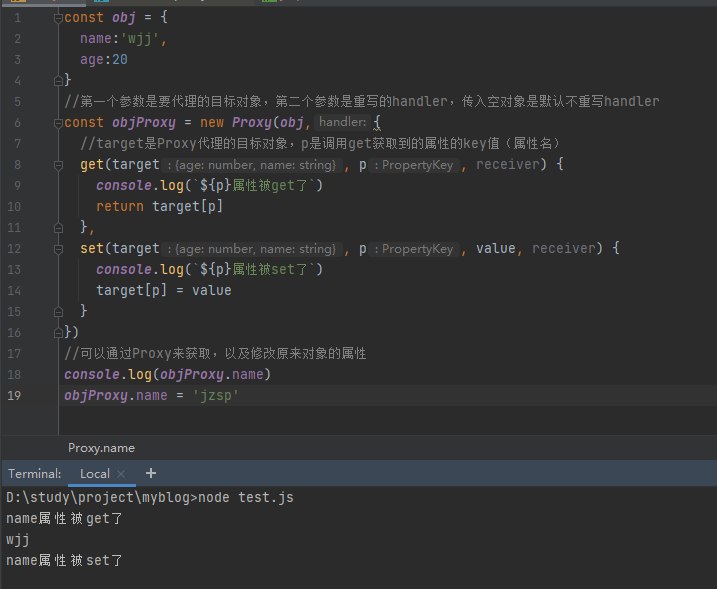 1 const obj = {
2 name:'wjj',
3 age:20
4 }
5 //第一个参数是要代理的目标对象，第二个参数是重写的handler，传入空对象是默认不重写handler
6 const objProxy = new Proxy(obj, handler: {
7 //target是Proxy代理的目标对象，p是调用get获取到的属性的key值（属性名）
8 get(target : {age: number, name: string} , p : PropertyKey , receiver) {
9 console.log(`${p}属性被get了`)
10 return target[p]
11 },
12 set(target : {age: number, name: string} , p : PropertyKey , value, receiver) {
13 console.log(`${p}属性被set了`)
14 target[p] = value
15 }
16 })
17 //可以通过Proxy来获取，以及修改原来对象的属性
18 console.log(objProxy.name)
19 objProxy.name = 'jzsp'
Proxy.name
Terminal: Local × +
D:\study\project\myblog>node test.js
name属性被get了
wjj
name属性被set了